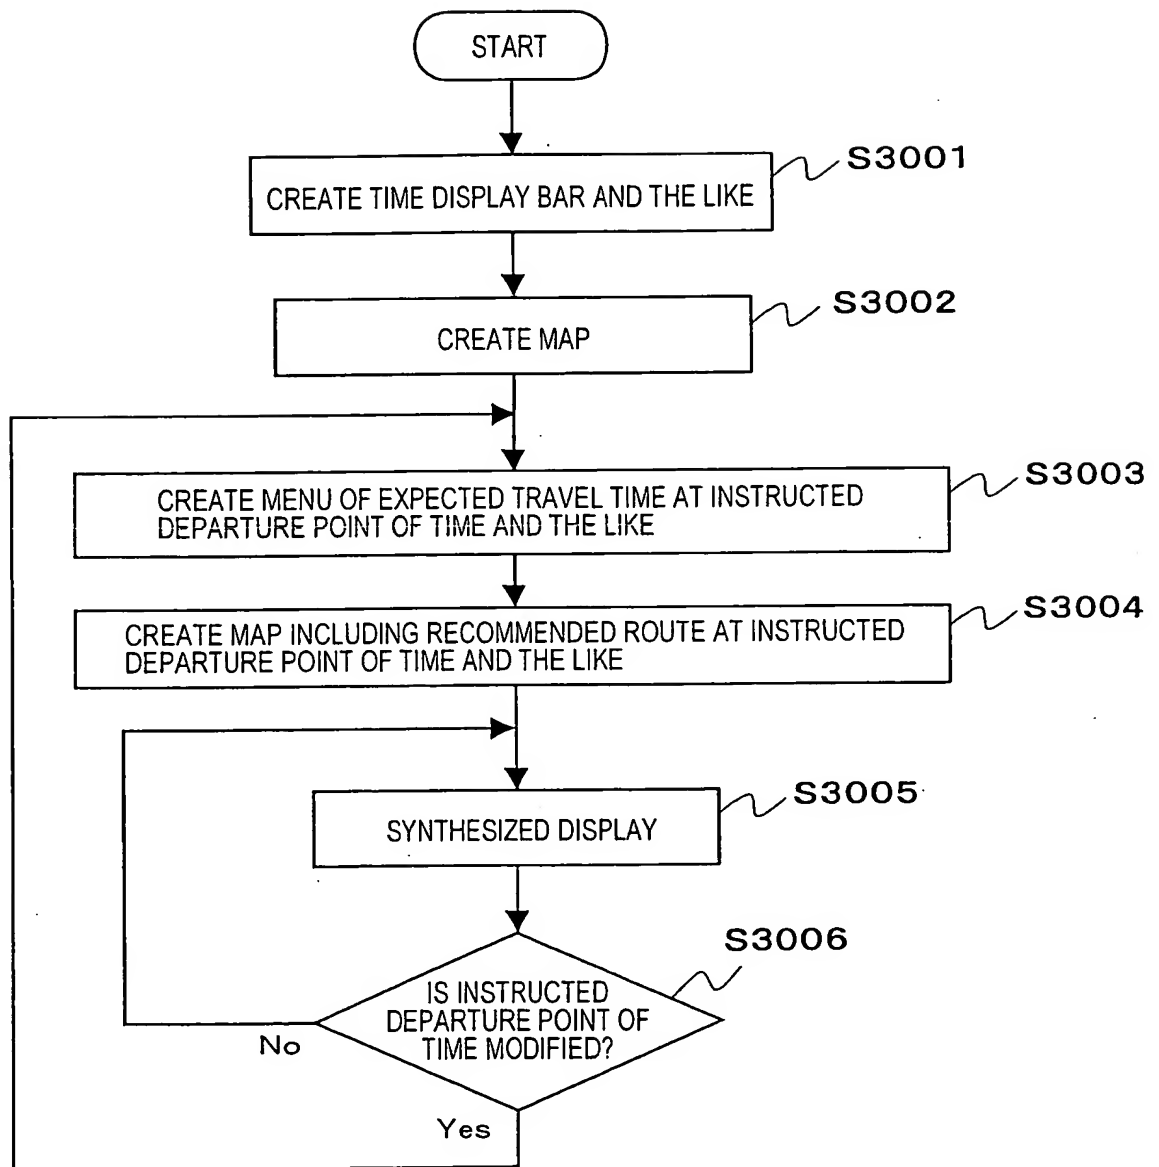 START
S3001
CREATE TIME DISPLAY BAR AND THE LIKE
S3002
CREATE MAP
S3003
CREATE MENU OF EXPECTED TRAVEL TIME AT INSTRUCTED
DEPARTURE POINT OF TIME AND THE LIKE
S3004
CREATE MAP INCLUDING RECOMMENDED ROUTE AT INSTRUCTED
DEPARTURE POINT OF TIME AND THE LIKE
S3005
SYNTHESIZED DISPLAY
S3006
IS INSTRUCTED
DEPARTURE POINT OF
TIME MODIFIED?
No
Yes